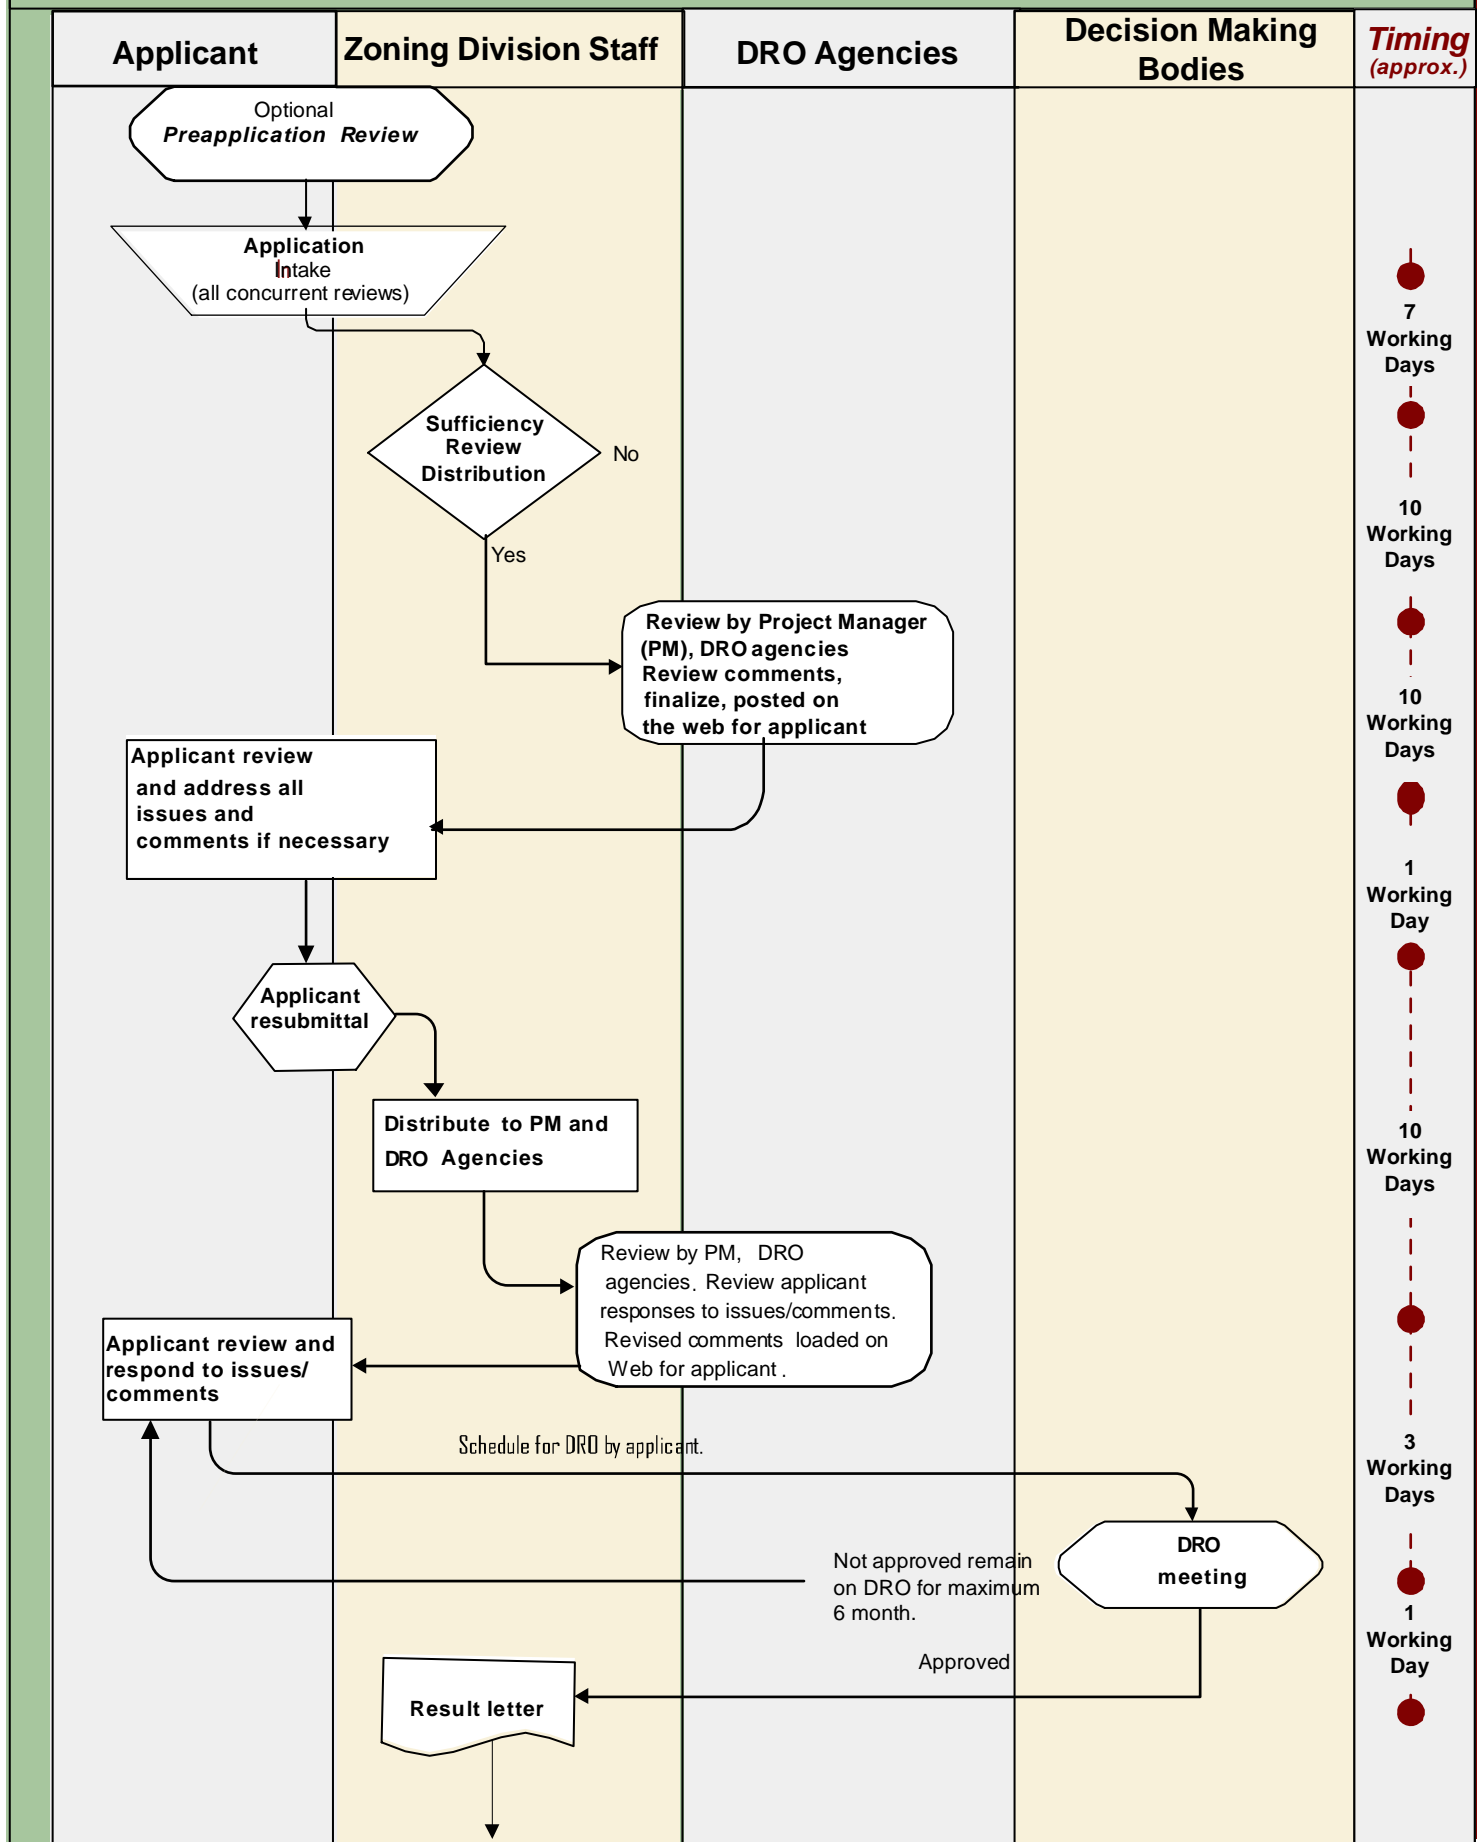 Applicant
Zoning Division Staff
DRO Agencies
Decision Making
Bodies
Timing
(approx.)
Optional
Preapplication Review
Application
Intake
(all concurrent reviews)
7
Working
Days
Sufficiency
Review
Distribution
No
Yes
10
Working
Days
Review by Project Manager
(PM), DRO agencies
Review comments,
finalize, posted on
the web for applicant
10
Working
Days
Applicant review
and address all
issues and
comments if necessary
1
Working
Day
Applicant
resubmittal
Distribute to PM and
DRO Agencies
10
Working
Days
Review by PM, DRO
agencies. Review applicant
responses to issues/comments.
Revised comments loaded on
Web for applicant .
Applicant review and
respond to issues/
comments
Schedule for DRO by applicant.
3
Working
Days
DRO
meeting
Not approved remain
on DRO for maximum
6 month.
1
Working
Day
Approved
Result letter